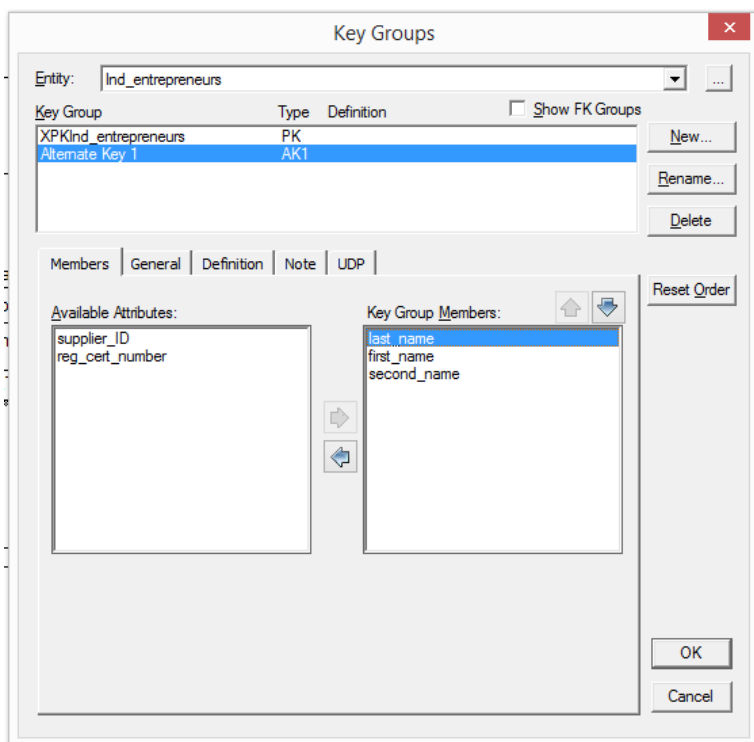 Key Groups
Entity: Ind_entrepreneurs ...
Key Group Type Definition Show FK Groups
XPKInd_entrepreneurs PK
Alternate Key 1 AK1
New...
Rename...
Delete
Members General Definition Note UDP
Reset Order
Available Attributes: Key Group Members:
supplier_ID last_name
reg_cert_number first_name
second_name
OK
Cancel